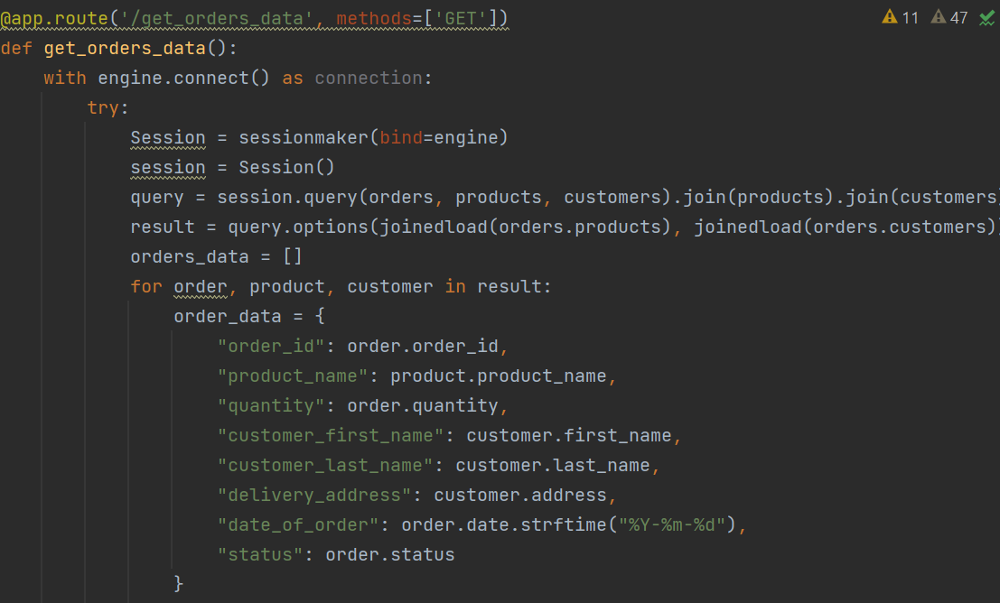 @app.route('/get_orders_data', methods=['GET'])
11 47
def get_orders_data():
    with engine.connect() as connection:
        try:
            Session = sessionmaker(bind=engine)
            session = Session()
            query = session.query(orders, products, customers).join(products).join(customers
            result = query.options(joinedload(orders.products), joinedload(orders.customers)
            orders_data = []
            for order, product, customer in result:
                order_data = {
                    "order_id": order.order_id,
                    "product_name": product.product_name,
                    "quantity": order.quantity,
                    "customer_first_name": customer.first_name,
                    "customer_last_name": customer.last_name,
                    "delivery_address": customer.address,
                    "date_of_order": order.date.strftime("%Y-%m-%d"),
                    "status": order.status
                }